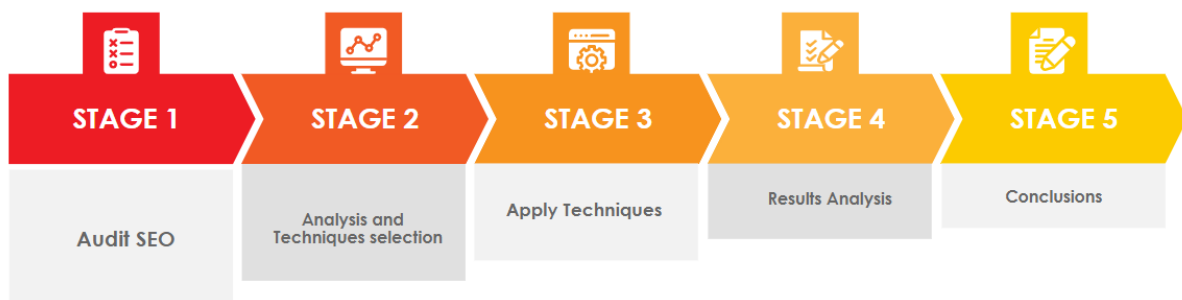 STAGE 1
STAGE 2
STAGE 3
STAGE 4
STAGE 5
Audit SEO
Analysis and
Techniques selection
Apply Techniques
Results Analysis
Conclusions